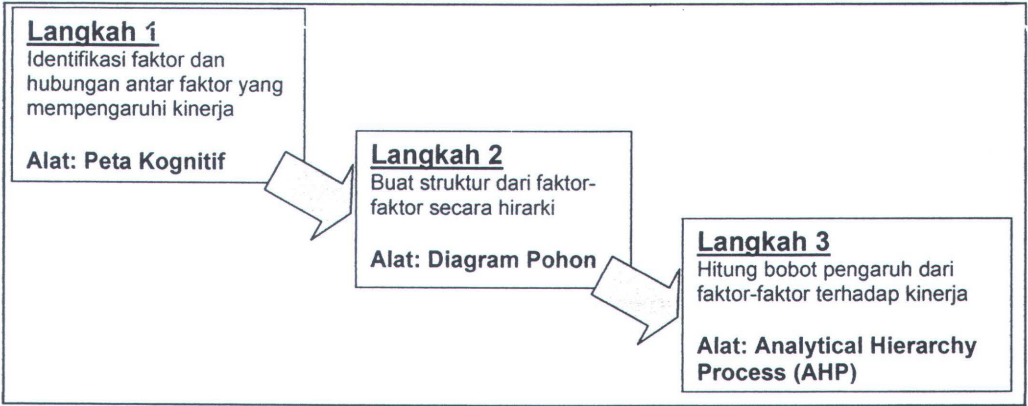 Langkah 1
Identifikasi faktor dan
hubungan antar faktor yang
mempengaruhi kinerja
Alat: Peta Kognitif
Langkah 2
Buat struktur dari faktor-
faktor secara hirarki
Alat: Diagram Pohon
Langkah 3
Hitung bobot pengaruh dari
faktor-faktor terhadap kinerja
Alat: Analytical Hierarchy
Process (AHP)